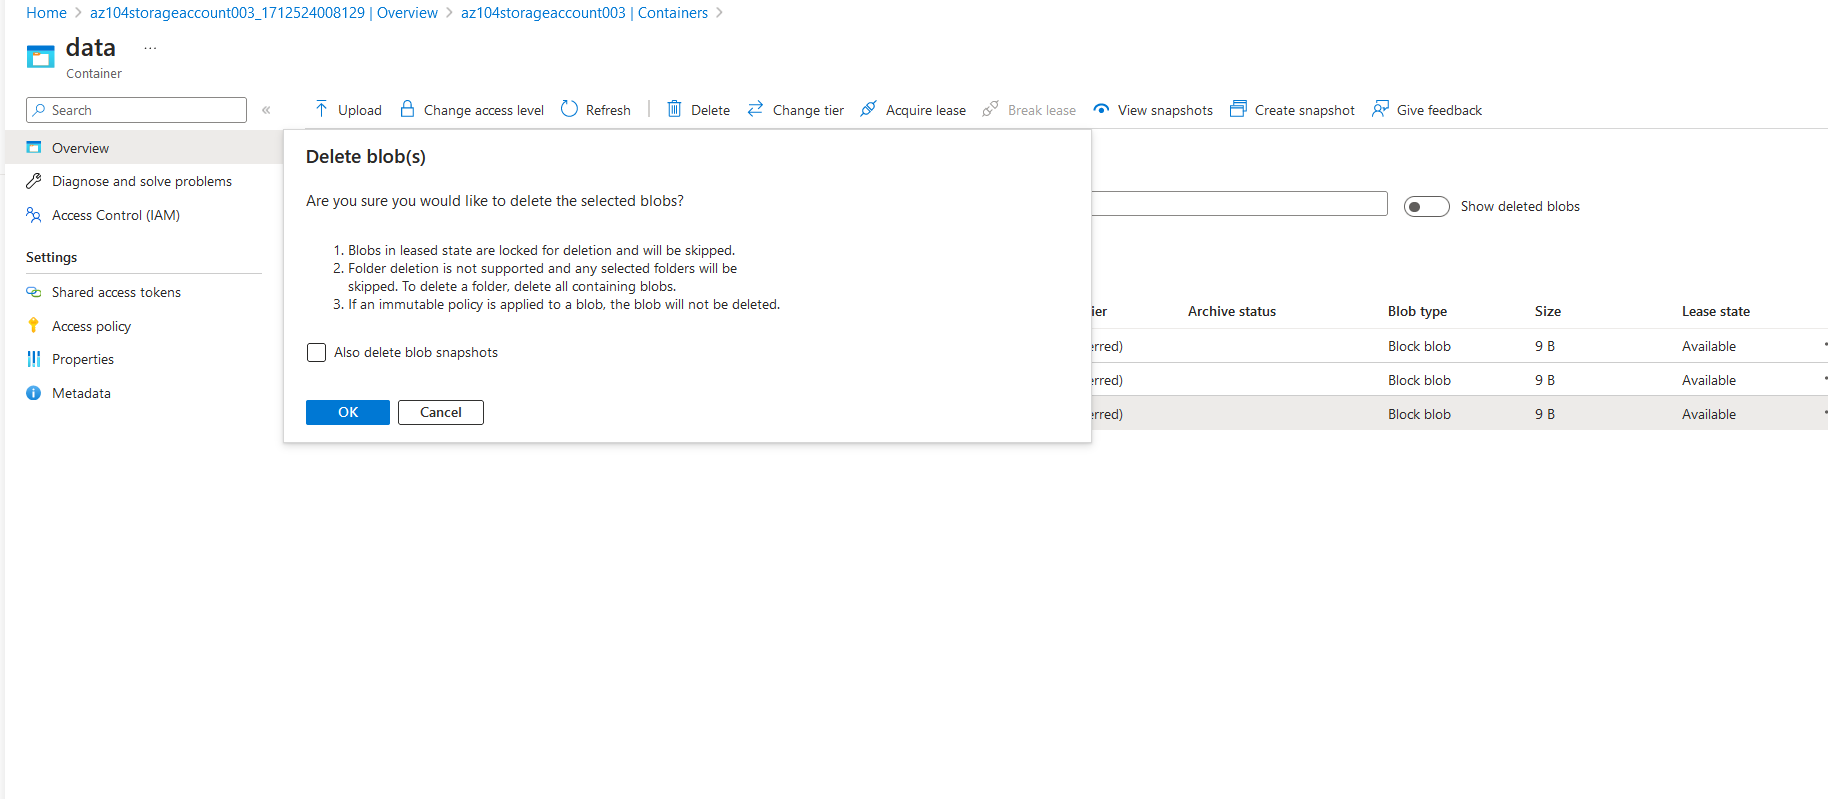 Home > az104storageaccount003_1712524008129 | Overview > az104storageaccount003 | Containers >
data ...
Container
Search «
Upload Change access level Refresh | Delete Change tier Acquire lease Break lease View snapshots Create snapshot Give feedback
Overview
Diagnose and solve problems
Access Control (IAM)
Settings
Shared access tokens
Access policy
Properties
Metadata
Delete blob(s)
Are you sure you would like to delete the selected blobs?
1. Blobs in leased state are locked for deletion and will be skipped.
2. Folder deletion is not supported and any selected folders will be
skipped. To delete a folder, delete all containing blobs.
3. If an immutable policy is applied to a blob, the blob will not be deleted.
Also delete blob snapshots
OK Cancel
Show deleted blobs
ier Archive status Blob type Size Lease state
rred) Block blob 9 B Available
rred) Block blob 9 B Available
rred) Block blob 9 B Available